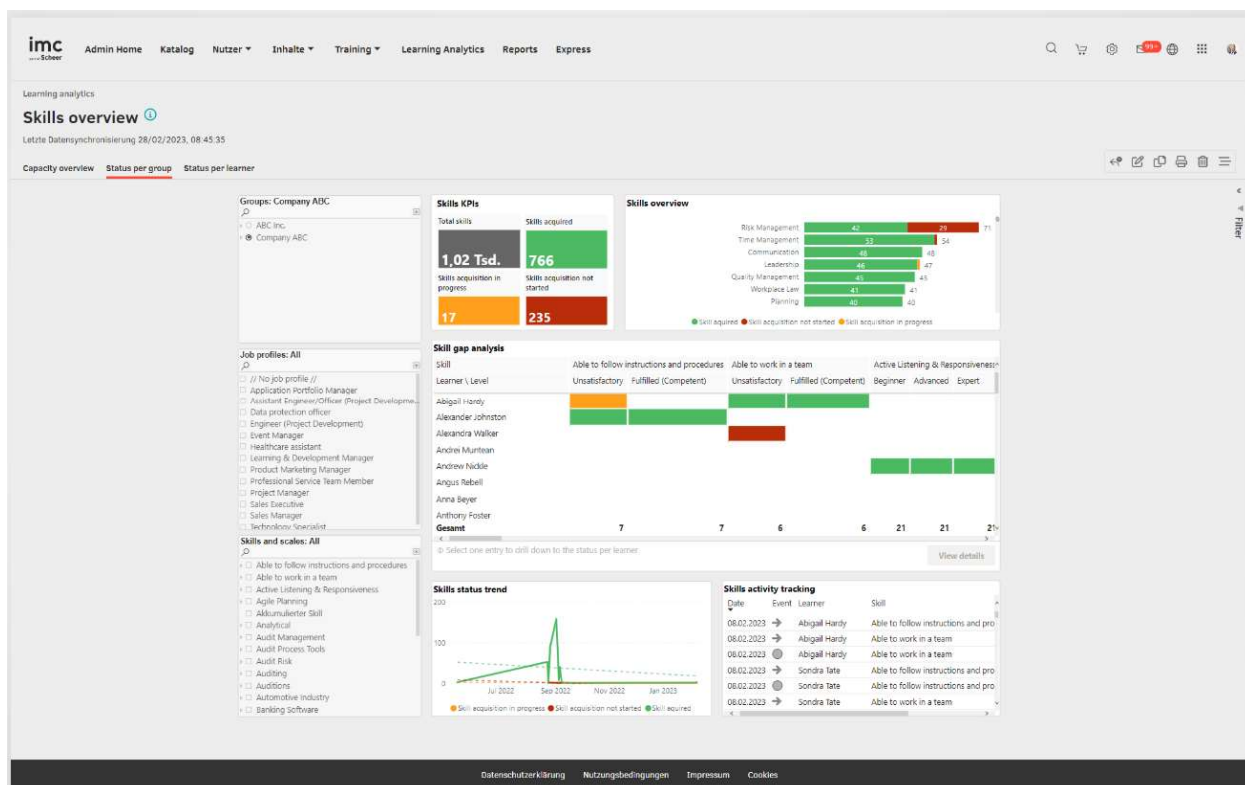 imc
Scheer
Admin Home Katalog Nutzer Inhalte Training Learning Analytics Reports Express
99+
Learning analytics
Skills overview
Letzte Datensynchronisierung 28/02/2023, 08:45:35
Capacity overview Status per group Status per learner
Filter
Groups: Company ABC
ABC Inc.
Company ABC
Skills KPIs
Total skills Skills acquired
1,02 Tsd. 766
Skills acquisition in progress Skills acquisition not started
17 235
Skills overview
Risk Management 42 29 71
Time Management 53 54
Communication 48 48
Leadership 46 47
Quality Management 45 45
Workplace Law 41 41
Planning 40 40
Skill aquired Skill acquisition not started Skill acquisition in progress
Job profiles: All
// No job profile //
Application Portfolio Manager
Assistant Engineer/Officer (Project Developme...
Data protection officer
Engineer (Project Development)
Event Manager
Healthcare assistant
Learning & Development Manager
Product Marketing Manager
Professional Service Team Member
Project Manager
Sales Executive
Sales Manager
Technology Specialist
Skill gap analysis
Skill Able to follow instructions and procedures Able to work in a team Active Listening & Responsiveness
Learner \ Level Unsatisfactory Fulfilled (Competent) Unsatisfactory Fulfilled (Competent) Beginner Advanced Expert
Abigail Hardy
Alexander Johnston
Alexandra Walker
Andrei Muntean
Andrew Nickle
Angus Rebell
Anna Beyer
Anthony Foster
Gesamt 7 7 6 6 21 21 21
Select one entry to drill down to the status per learner.
View details
Skills and scales: All
Able to follow instructions and procedures
Able to work in a team
Active Listening & Responsiveness
Agile Planning
Akkumulierter Skill
Analytical
Audit Management
Audit Process Tools
Audit Risk
Auditing
Auditions
Automotive Industry
Banking Software
Skills status trend
200
100
0
Jul 2022 Sep 2022 Nov 2022 Jan 2023
Skill acquisition in progress Skill acquisition not started Skill aquired
Skills activity tracking
Date Event Learner Skill
08.02.2023 Abigail Hardy Able to follow instructions and pro
08.02.2023 Abigail Hardy Able to work in a team
08.02.2023 Abigail Hardy Able to work in a team
08.02.2023 Sondra Tate Able to follow instructions and pro
08.02.2023 Sondra Tate Able to follow instructions and pro
08.02.2023 Sondra Tate Able to work in a team
Datenschutzerklärung Nutzungsbedingungen Impressum Cookies